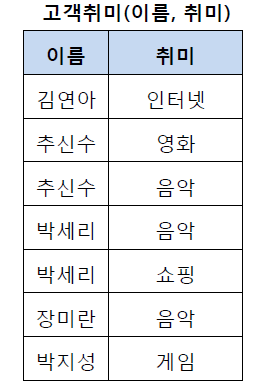 고객취미(이름, 취미)
이름 취미
김연아 인터넷
추신수 영화
추신수 음악
박세리 음악
박세리 쇼핑
장미란 음악
박지성 게임